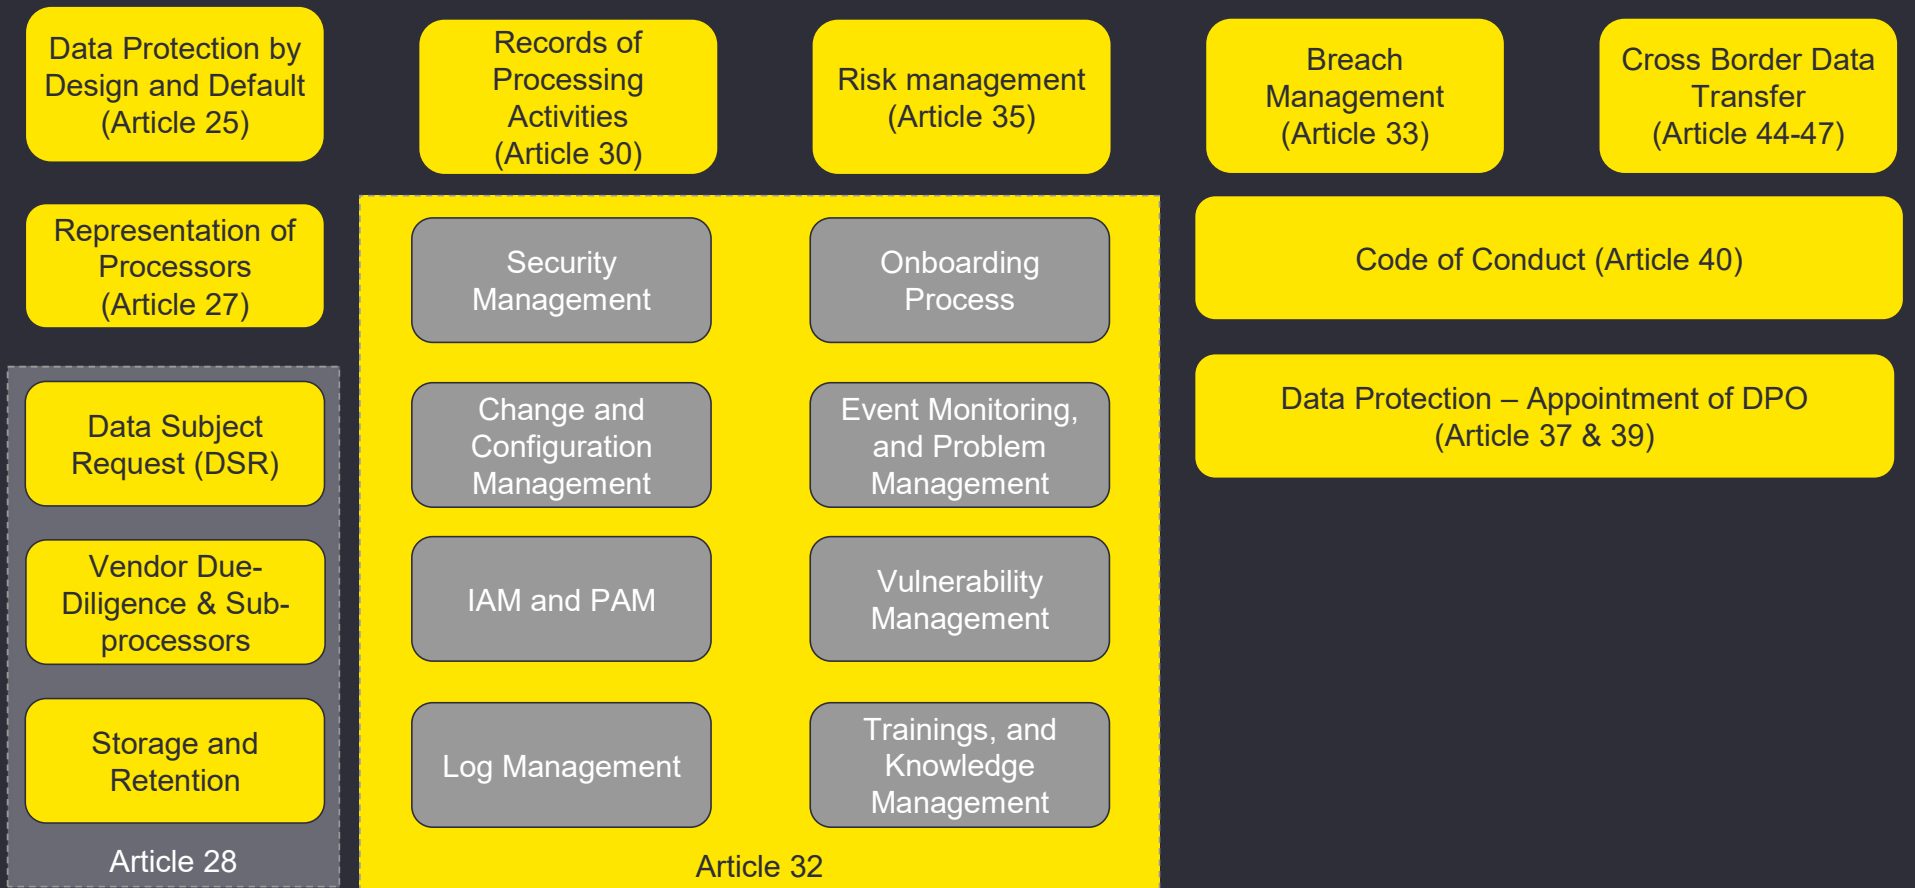 Data Protection by
Design and Default
(Article 25)
Records of
Processing
Activities
(Article 30)
Risk management
(Article 35)
Breach
Management
(Article 33)
Cross Border Data
Transfer
(Article 44-47)
Representation of
Processors
(Article 27)
Security
Management
Onboarding
Process
Code of Conduct (Article 40)
Data Subject
Request (DSR)
Change and
Configuration
Management
Event Monitoring,
and Problem
Management
Data Protection – Appointment of DPO
(Article 37 & 39)
Vendor Due-
Diligence & Sub-
processors
IAM and PAM
Vulnerability
Management
Storage and
Retention
Log Management
Trainings, and
Knowledge
Management
Article 28
Article 32